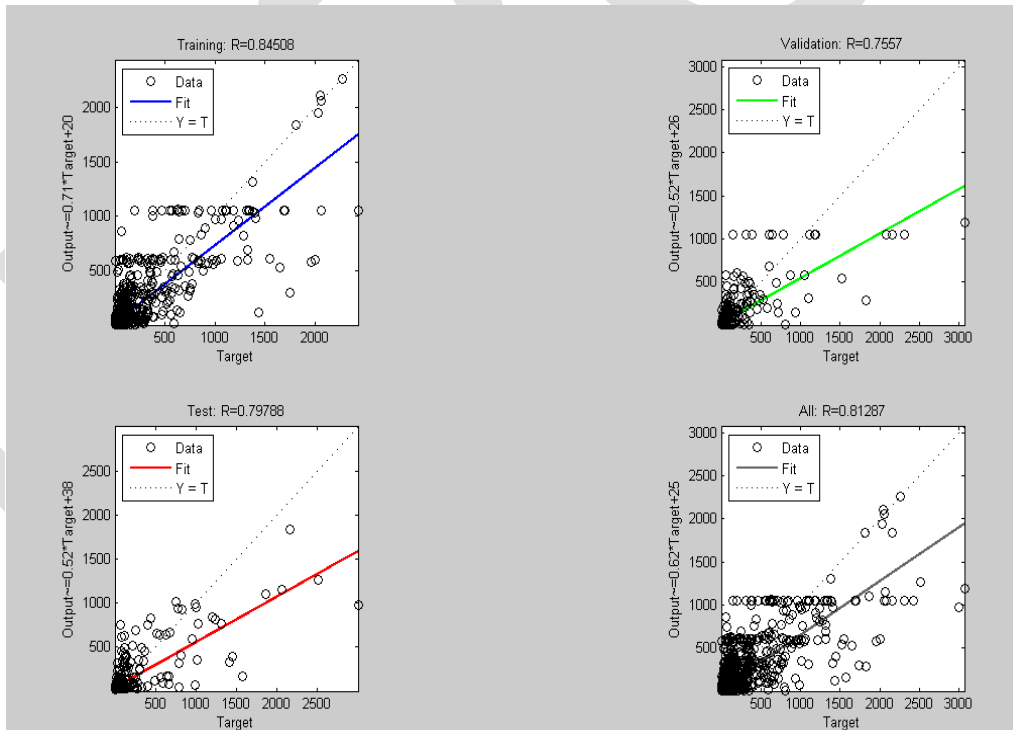 Training: R=0.84508
Output~=0.71*Target+20
Data
Fit
Y = T
2000
1500
1000
500
500 1000 1500 2000
Target
Validation: R=0.7557
Output~=0.52*Target+26
Data
Fit
Y = T
3000
2500
2000
1500
1000
500
500 1000 1500 2000 2500 3000
Target
Test: R=0.79788
Output~=0.52*Target+38
Data
Fit
Y = T
2500
2000
1500
1000
500
500 1000 1500 2000 2500
Target
All: R=0.81287
Output~=0.62*Target+25
Data
Fit
Y = T
3000
2500
2000
1500
1000
500
500 1000 1500 2000 2500 3000
Target